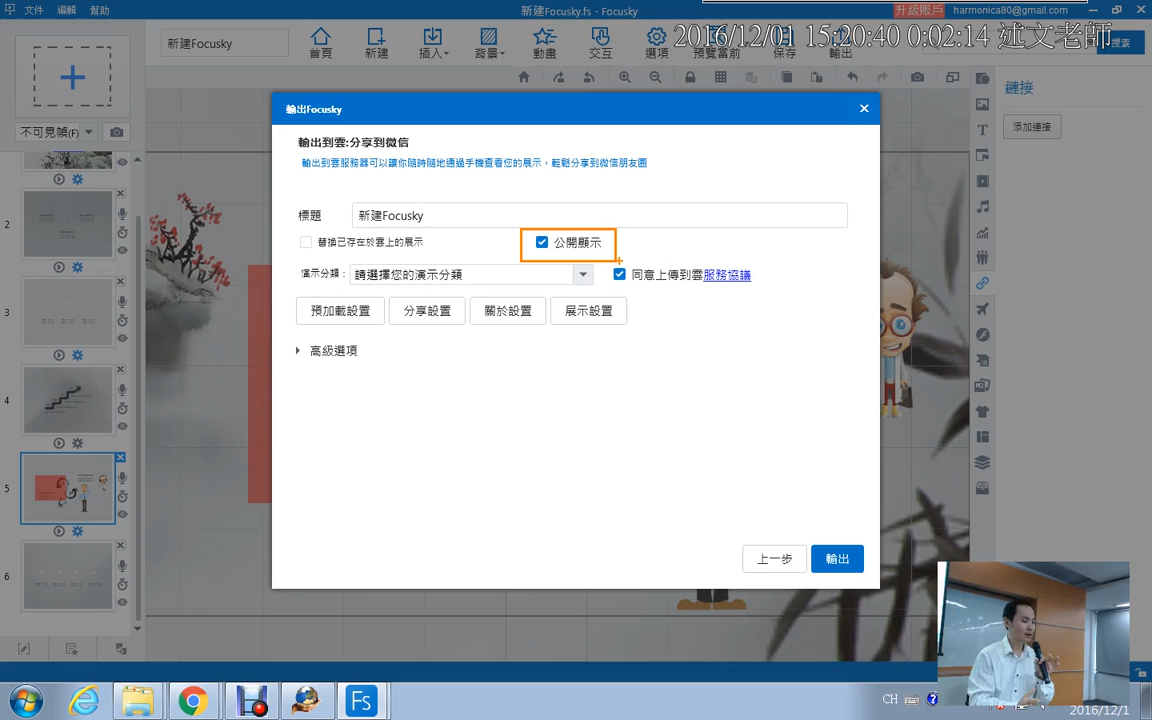 文件 編輯 幫助
新建Focusky.fs - Focusky
升級賬戶 harmonica80@gmail.com
2016/12/01 15:20:40 0:02:14 述文老師
新建Focusky
首頁 新建 插入 背景 動畫 交互 選項 預覽當前 保存 輸出
搜索
不可見幀(F)
鏈接
添加連接
2
3
4
5
6
輸出Focusky
輸出到雲:分享到微信
輸出到雲服務器可以讓你隨時隨地通過手機查看您的展示，輕鬆分享到微信朋友圈
標題 新建Focusky
替換已存在於雲上的展示 公開顯示
演示分類： 請選擇您的演示分類 同意上傳到雲服務協議
預加載設置 分享設置 關於設置 展示設置
高級選項
上一步 輸出
Fs
CH
2016/12/1